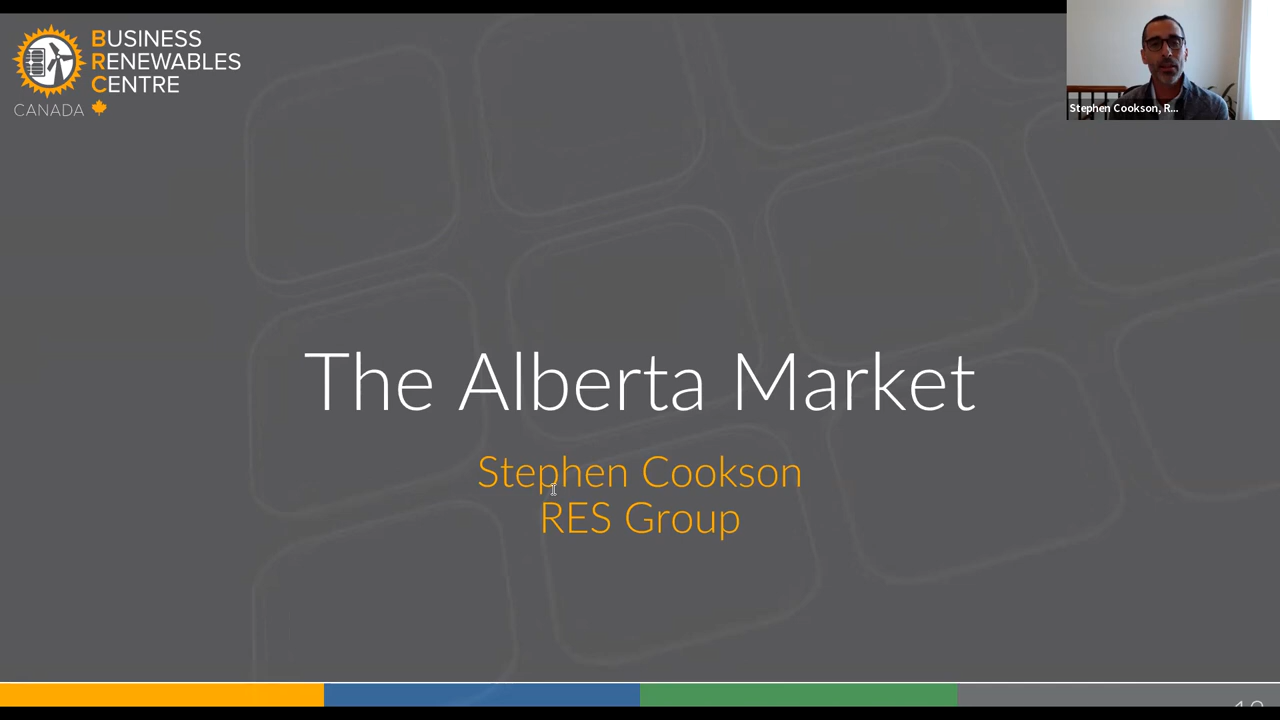 BUSINESS
RENEWABLES
CENTRE
CANADA
Stephen Cookson, R...
The Alberta Market
Stephen Cookson
RES Group